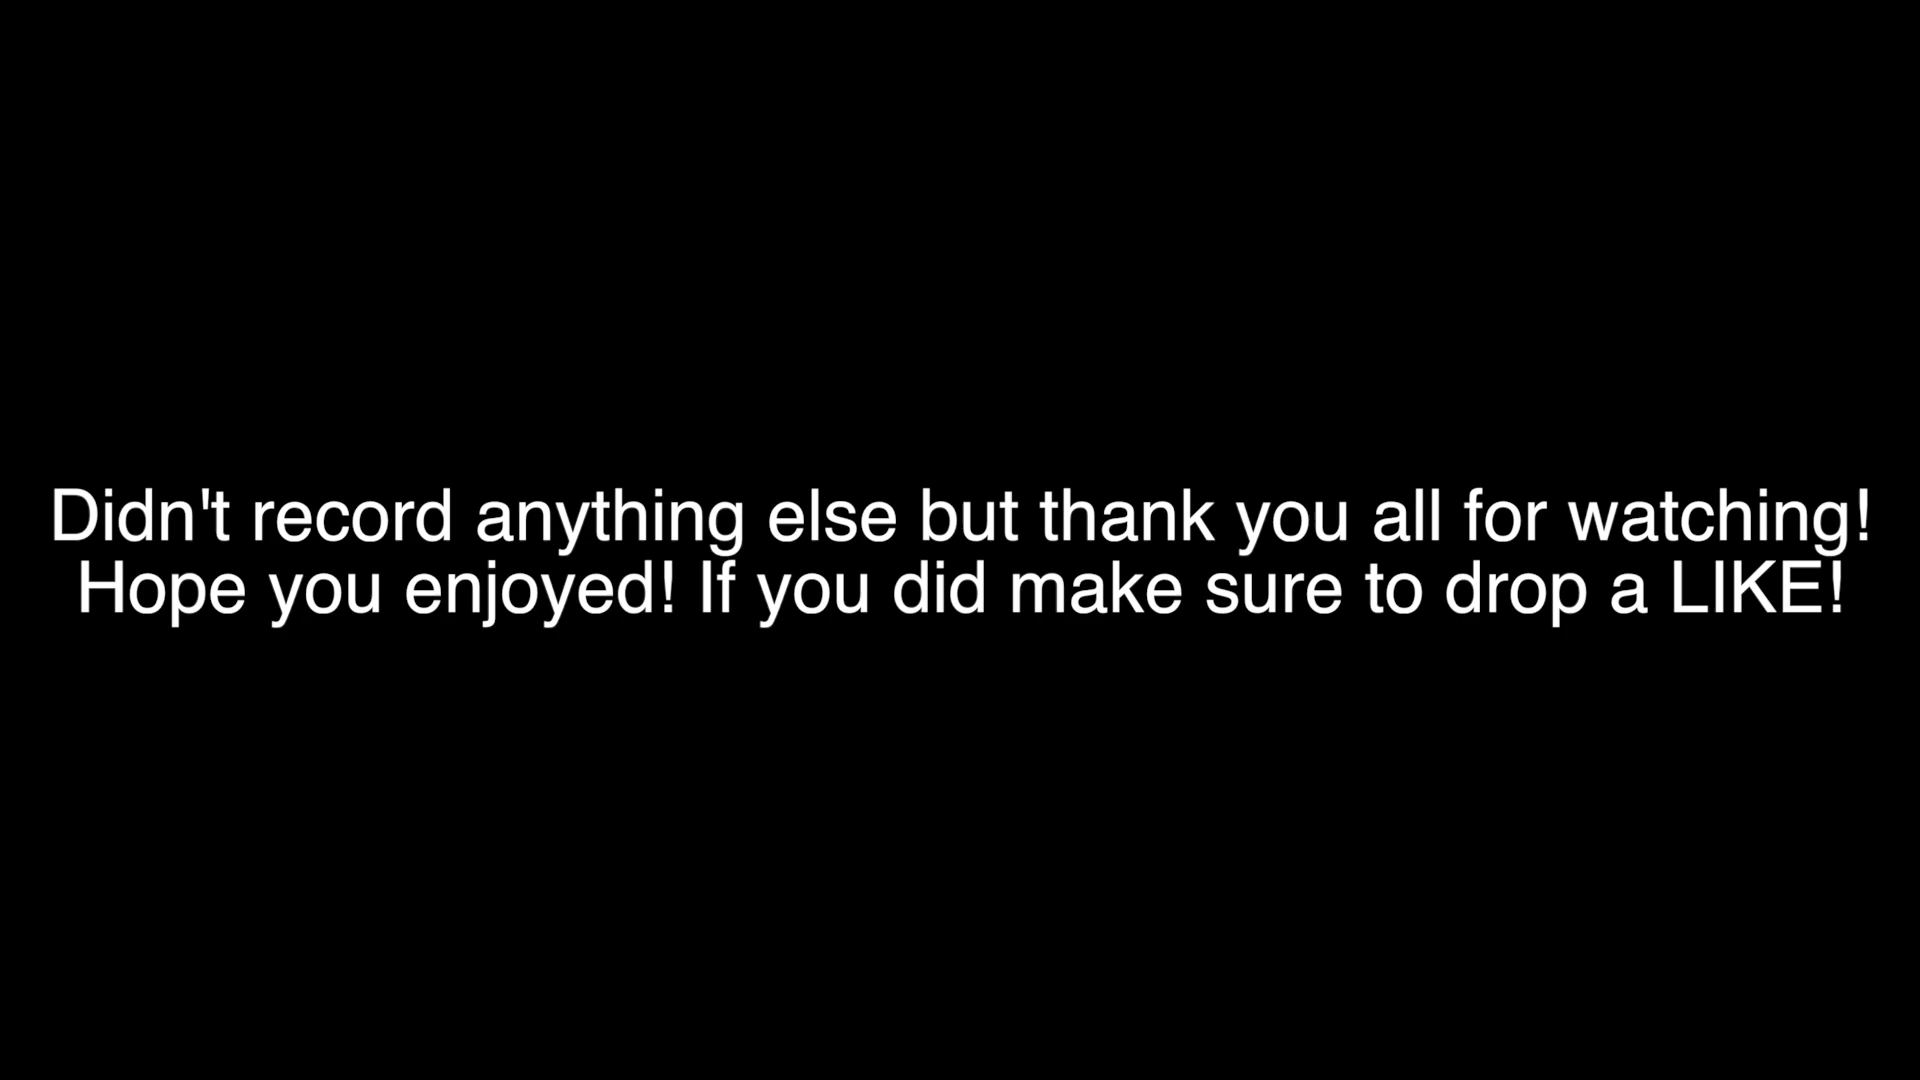 Didn't record anything else but thank you all for watching!
Hope you enjoyed! If you did make sure to drop a LIKE!